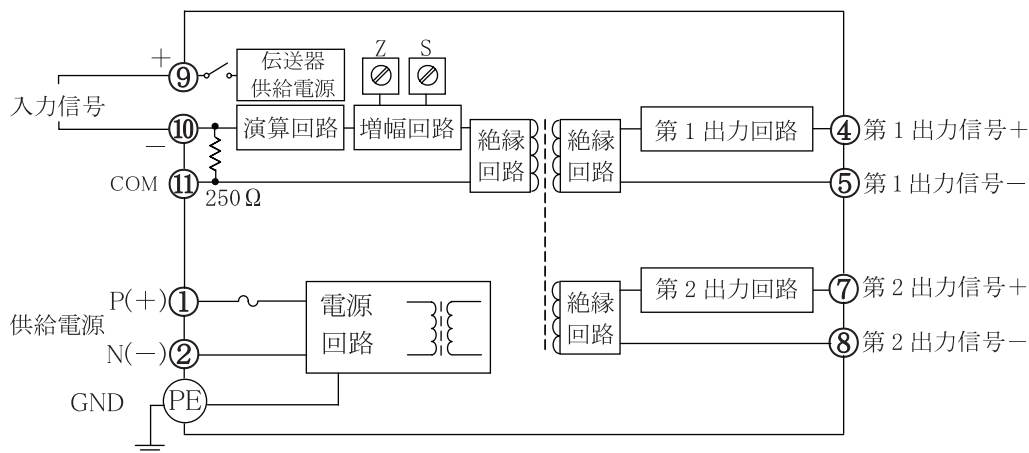 Z
S
+
⑨
伝送器
供給電源
入力信号
⑩
−
演算回路
増幅回路
絶縁
回路
絶縁
回路
第1出力回路
④
第1出力信号+
COM
⑪
250Ω
⑤
第1出力信号−
P(+)
①
供給電源
N(−)
②
電源
回路
絶縁
回路
第2出力回路
⑦
第2出力信号+
⑧
第2出力信号−
GND
PE